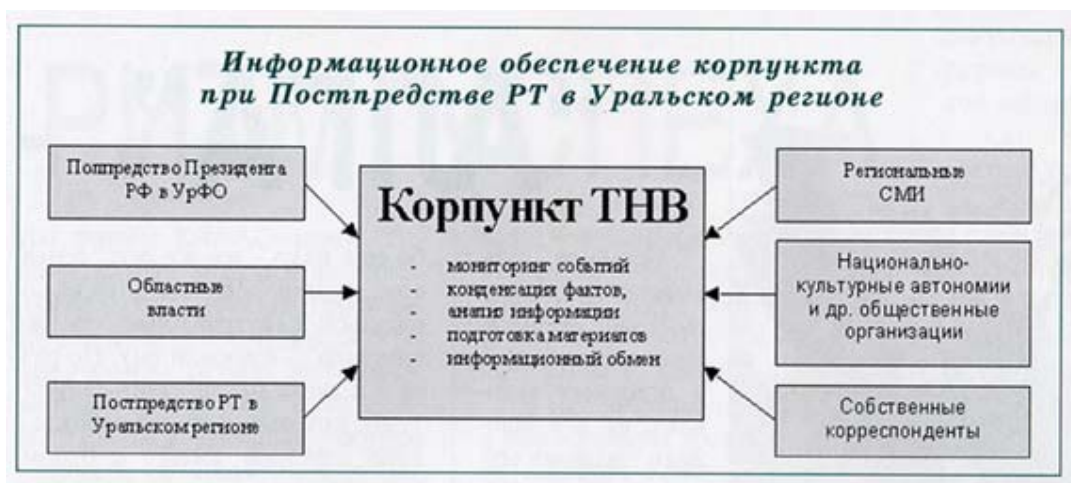 Информационное обеспечение корпункта
при Постпредстве РТ в Уральском регионе
Полпредство Президента
РФ в УрФО
Областные
власти
Постпредство РТ в
Уральском регионе
Корпункт ТНВ
- мониторинг событий
- конденсация фактов,
- анализ информации
- подготовка материалов
- информационный обмен
Региональные
СМИ
Национально-
культурные автономии
и др. общественные
организации
Собственные
корреспонденты